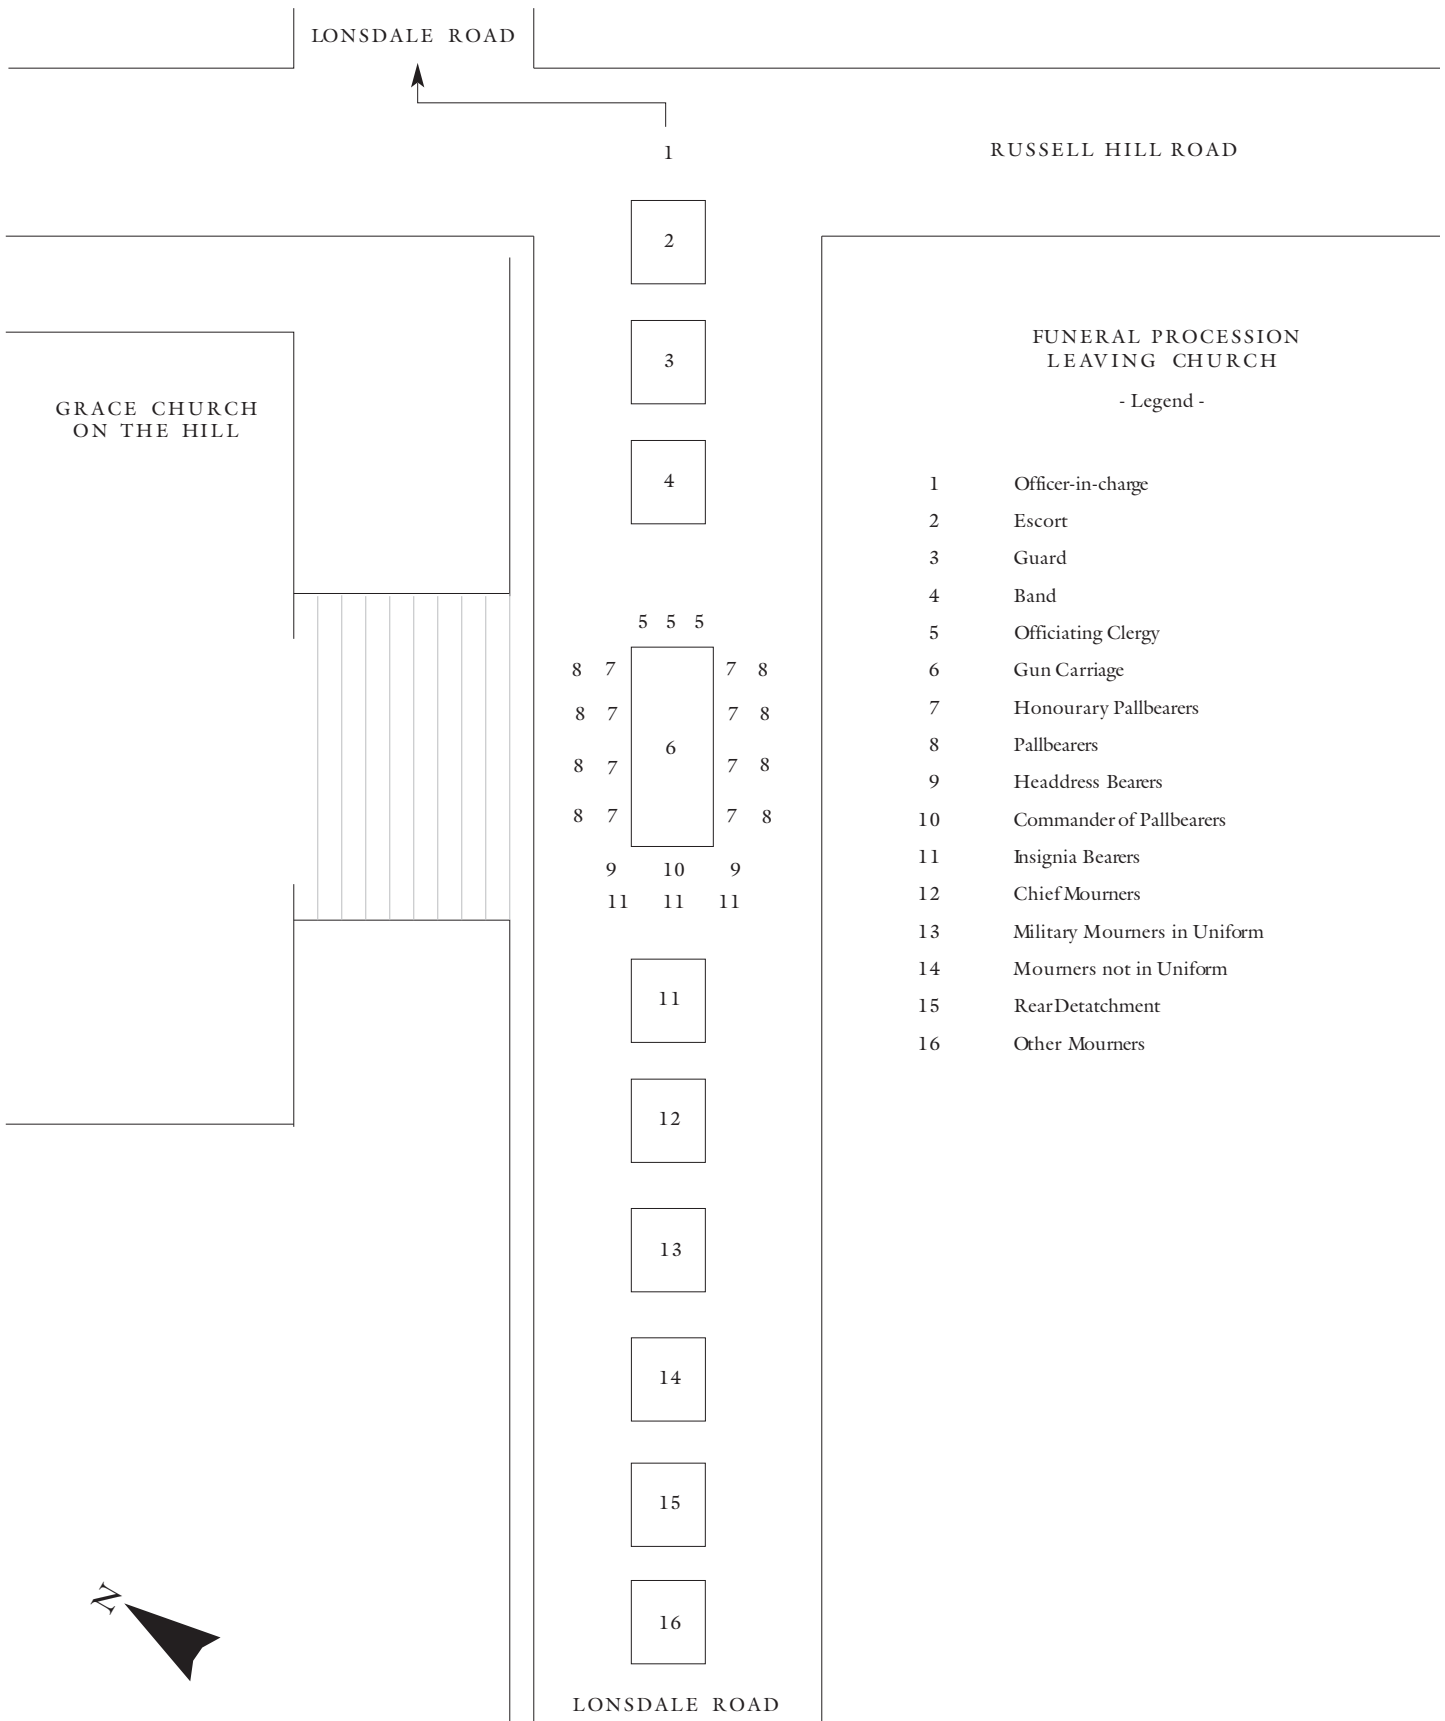 LONSDALE ROAD
1
RUSSELL HILL ROAD
2
3
FUNERAL PROCESSION
LEAVING CHURCH
- Legend -
GRACE CHURCH
ON THE HILL
4
1 Officer-in-charge
2 Escort
3 Guard
4 Band
5 Officiating Clergy
6 Gun Carriage
7 Honourary Pallbearers
8 Pallbearers
9 Headdress Bearers
10 Commander of Pallbearers
11 Insignia Bearers
12 Chief Mourners
13 Military Mourners in Uniform
14 Mourners not in Uniform
15 Rear Detatchment
16 Other Mourners
5 5 5
8 7 7 8
8 7 7 8
6
8 7 7 8
8 7 7 8
9 10 9
11 11 11
11
12
13
14
15
N
16
LONSDALE ROAD